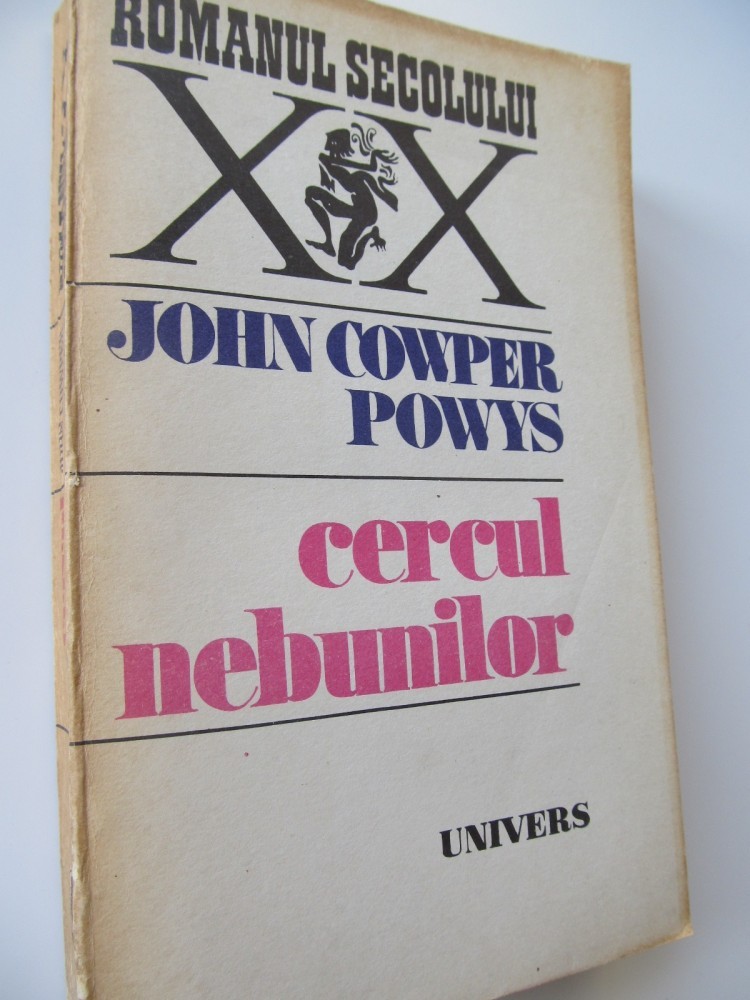 ROMANUL SECOLULUI
XX
JOHN COWPER
POWYS
cercul
nebunilor
UNIVERS